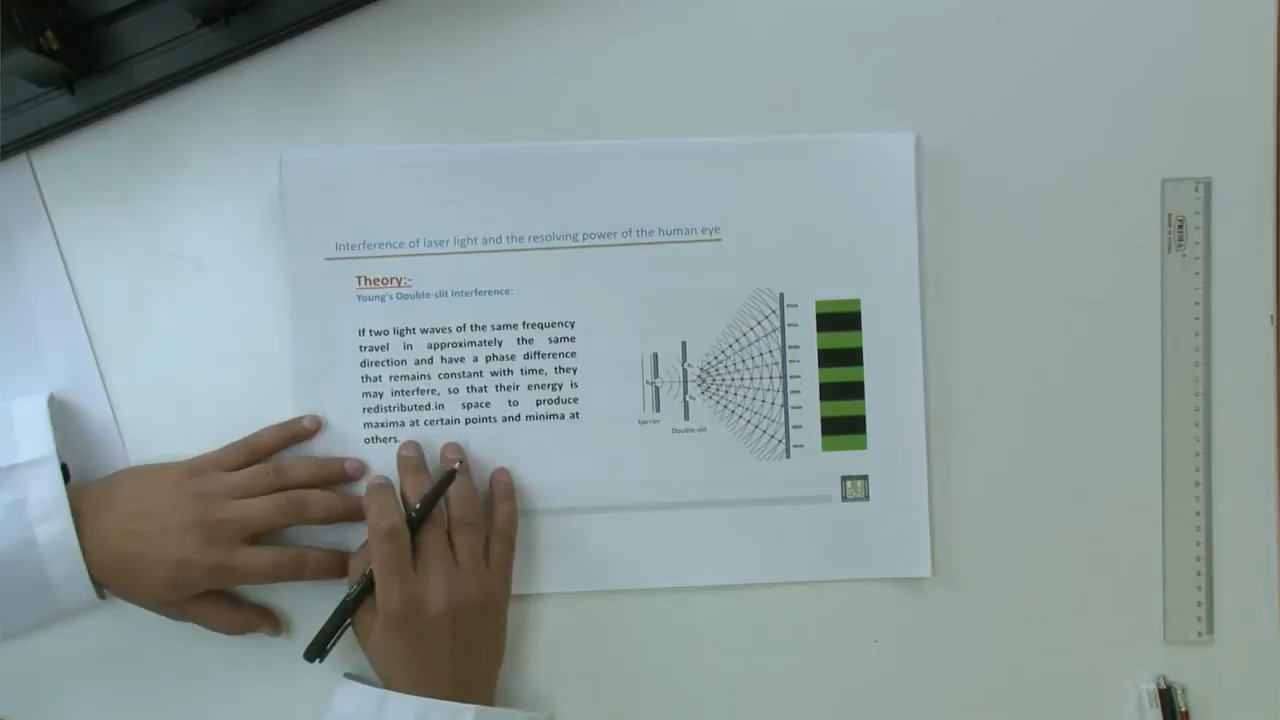 Interference of laser light and the resolving power of the human eye
Theory:-
Young's Double-slit Interference:
If two light waves of the same frequency
travel in approximately the same
direction and have a phase difference
that remains constant with time, they
may interfere, so that their energy is
redistributed.in space to produce
maxima at certain points and minima at
others.
barrier
Double-slit